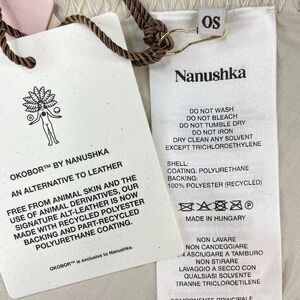 OKOBOR™ BY NANUSHKA
AN ALTERNATIVE TO LEATHER
FREE FROM ANIMAL SKIN AND THE
USE OF ANIMAL DERIVATIVES, OUR
SIGNATURE ALT-LEATHER IS NOW
MADE WITH RECYCLED POLYESTER
BACKING AND PART-RECYCLED
POLYURETHANE COATING.
OKOBOR™ is exclusive to Nanushka.
OS
Nanushka
DO NOT WASH
DO NOT BLEACH
DO NOT TUMBLE DRY
DO NOT IRON
DRY CLEAN ANY SOLVENT
EXCEPT TRICHLOROETHYLENE
SHELL:
COATING: POLYURETHANE
BACKING:
100% POLYESTER (RECYCLED)
MADE IN HUNGARY
NON LAVARE
NON CANDEGGIARE
NON ASCIUGARE A TAMBURO
NON STIRARE
LAVAGGIO A SECCO CON
QUALSIASI SOLVENTE
TRANNE TRICLOROETILENE
COMPONENTE PRINCIPALE